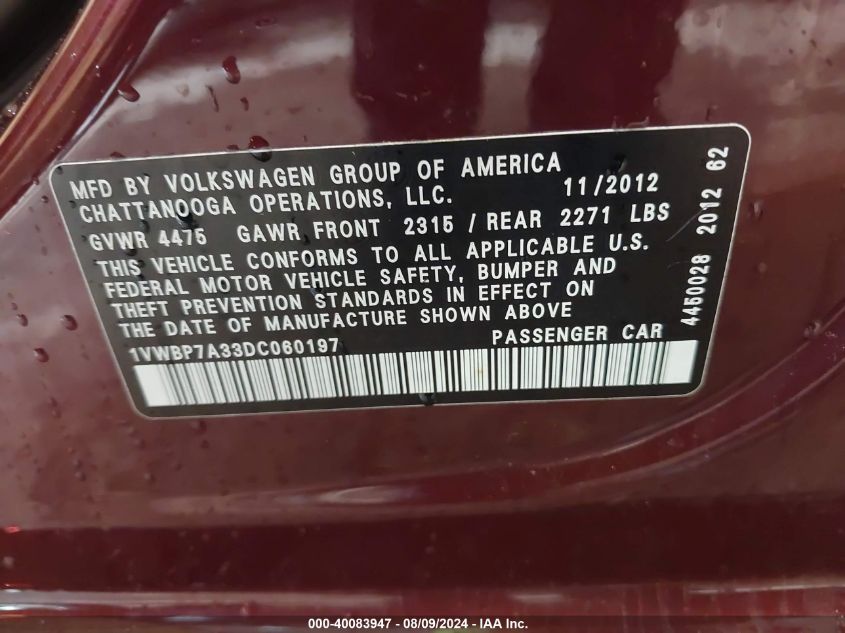 MFD BY VOLKSWAGEN GROUP OF AMERICA
CHATTANOOGA OPERATIONS, LLC. 11/2012
GVWR 4475 GAWR FRONT 2315 / REAR 2271 LBS
THIS VEHICLE CONFORMS TO ALL APPLICABLE U.S.
FEDERAL MOTOR VEHICLE SAFETY, BUMPER AND
THEFT PREVENTION STANDARDS IN EFFECT ON
THE DATE OF MANUFACTURE SHOWN ABOVE
1VWBP7A33DC060197 PASSENGER CAR
4450028 2012 62
000-40083947 - 08/09/2024 - IAA Inc.